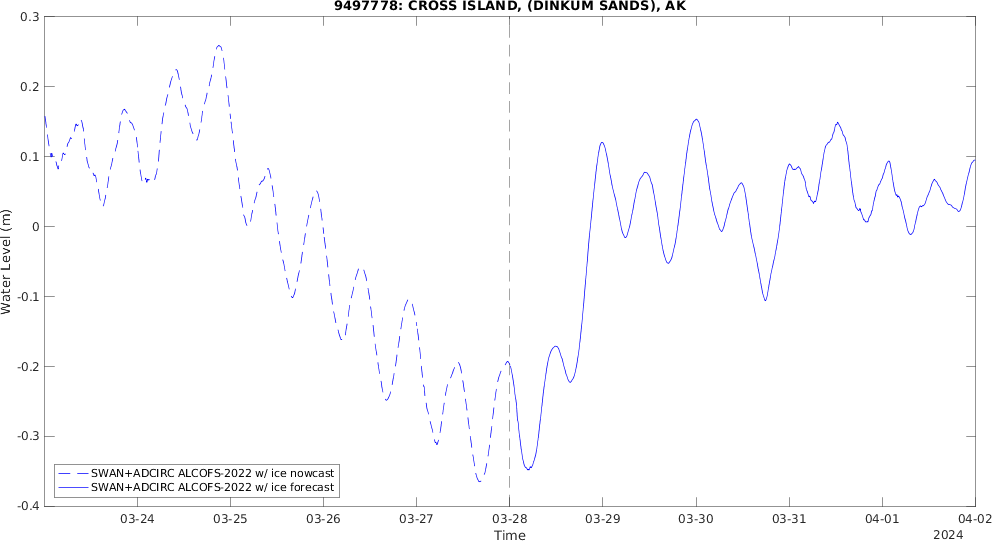 9497778: CROSS ISLAND, (DINKUM SANDS), AK
0.3
0.2
0.1
0
-0.1
-0.2
-0.3
-0.4
Water Level (m)
SWAN+ADCIRC ALCOFS-2022 w/ ice nowcast
SWAN+ADCIRC ALCOFS-2022 w/ ice forecast
03-24 03-25 03-26 03-27 03-28 03-29 03-30 03-31 04-01 04-02
Time
2024